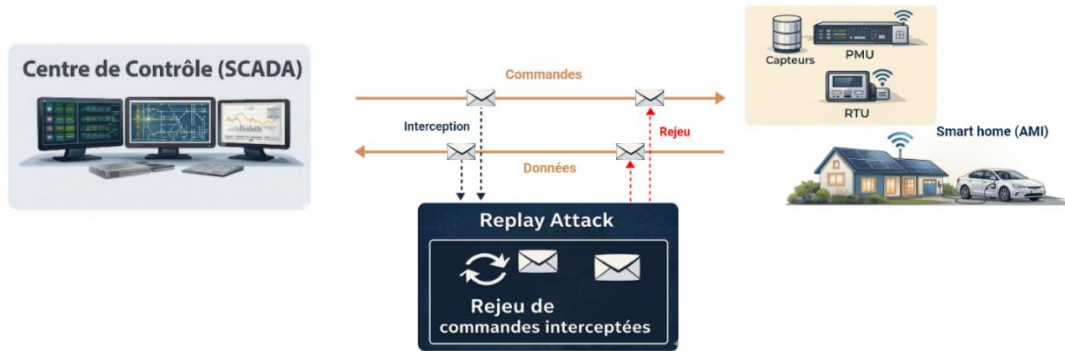 Centre de Contrôle (SCADA)
Commandes
Interception
Rejeu
Données
Capteurs
PMU
RTU
Smart home (AMI)
Replay Attack
Rejeu de
commandes interceptées